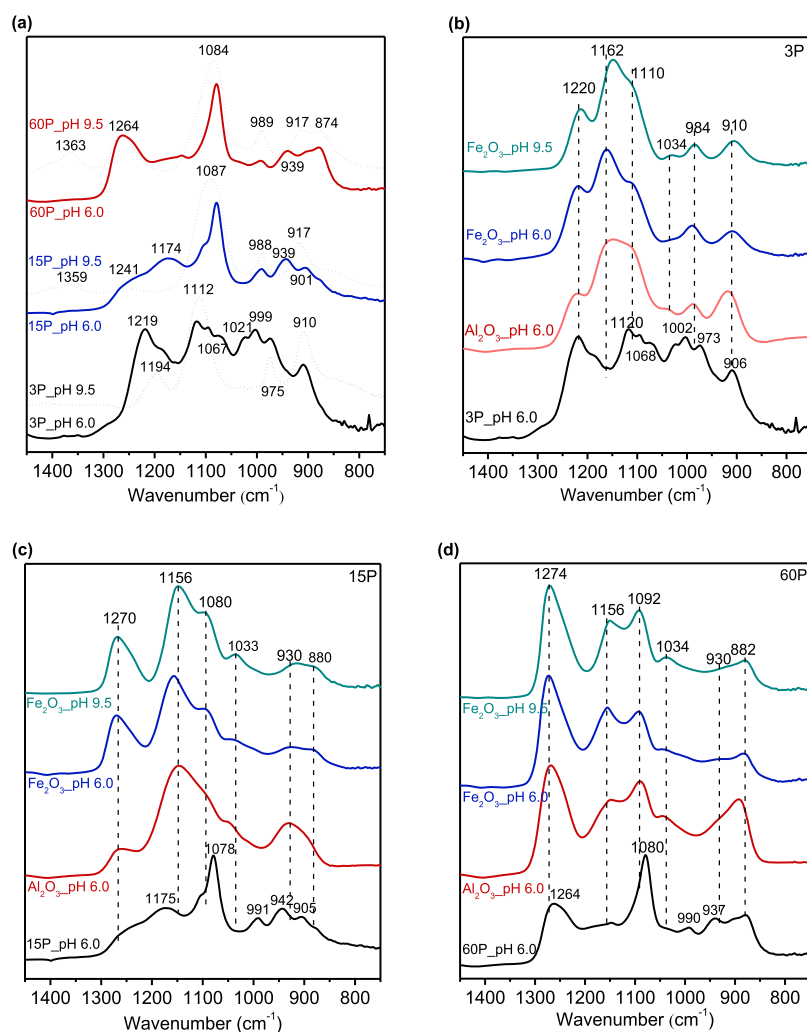 (a)
1084
60P_pH 9.5
1264
989
917
874
1363
939
60P_pH 6.0
1087
15P_pH 9.5
1174
917
1241
988
939
1359
901
15P_pH 6.0
1112
1219
1021
999
910
1067
1194
975
3P_pH 9.5
3P_pH 6.0
1400 1300 1200 1100 1000 900 800
Wavenumber (cm⁻¹)
(b)
3P
1162
1110
1220
Fe₂O₃_pH 9.5
1034
984
910
Fe₂O₃_pH 6.0
Al₂O₃_pH 6.0
1120
1002
1068
973
906
3P_pH 6.0
1400 1300 1200 1100 1000 900 800
Wavenumber (cm⁻¹)
(c)
15P
1156
1080
1270
1033
930
880
Fe₂O₃_pH 9.5
Fe₂O₃_pH 6.0
1078
Al₂O₃_pH 6.0
1175
991
942
905
15P_pH 6.0
1400 1300 1200 1100 1000 900 800
Wavenumber (cm⁻¹)
(d)
60P
1274
1156
1092
1034
930
882
Fe₂O₃_pH 9.5
Fe₂O₃_pH 6.0
1080
Al₂O₃_pH 6.0
1264
990
937
60P_pH 6.0
1400 1300 1200 1100 1000 900 800
Wavenumber (cm⁻¹)